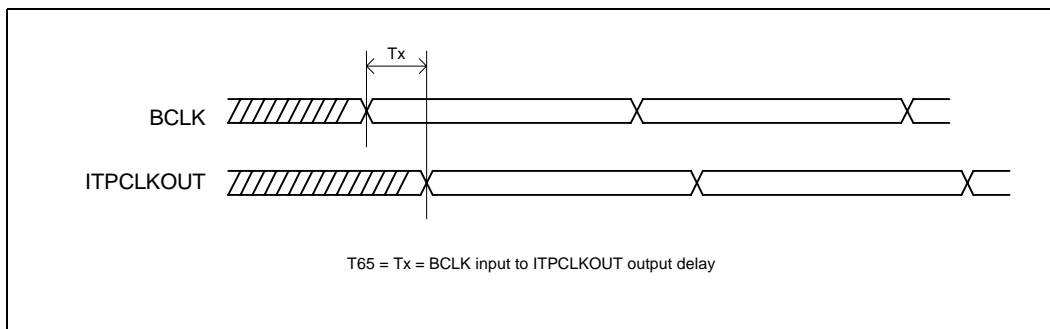 Tx
BCLK
ITPCLKOUT
T65 = Tx = BCLK input to ITPCLKOUT output delay